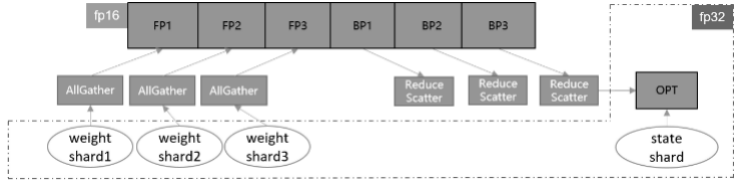 fp16
FP1 FP2 FP3 BP1 BP2 BP3
fp32
AllGather AllGather AllGather
Reduce
Scatter
Reduce
Scatter
Reduce
Scatter
OPT
weight
shard1
weight
shard2
weight
shard3
state
shard